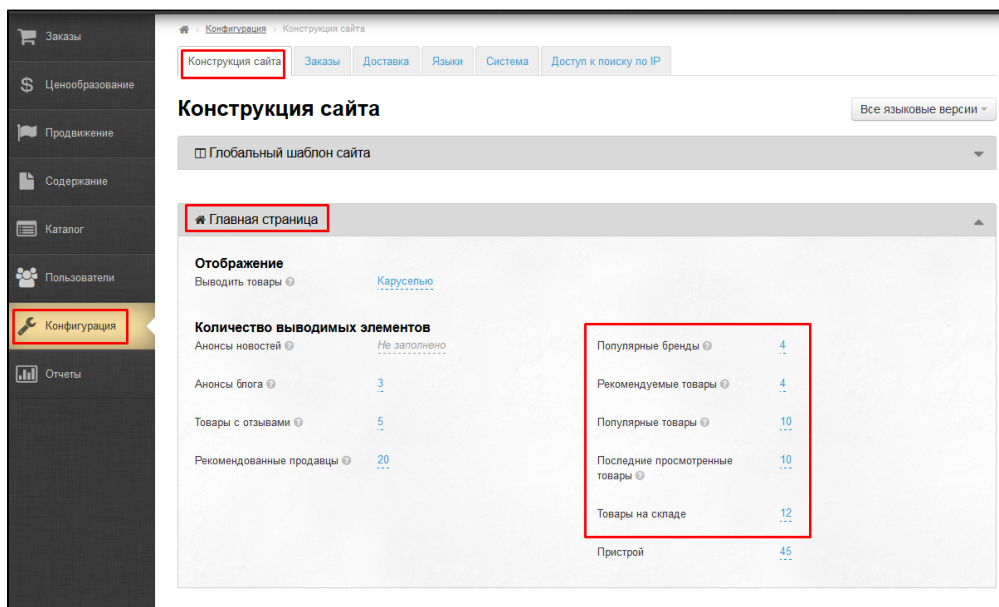 Заказы
Ценообразование
Продвижение
Содержание
Каталог
Пользователи
Конфигурация
Отчеты
Конфигурация › Конструкция сайта
Конструкция сайта Заказы Доставка Языки Система Доступ к поиску по IP
Конструкция сайта
Все языковые версии
Глобальный шаблон сайта
Главная страница
Отображение
Выводить товары Каруселью
Количество выводимых элементов
Анонсы новостей Не заполнено
Анонсы блога 3
Товары с отзывами 5
Рекомендованные продавцы 20
Популярные бренды 4
Рекомендуемые товары 4
Популярные товары 10
Последние просмотренные 10
товары
Товары на складе 12
Пристрой 45